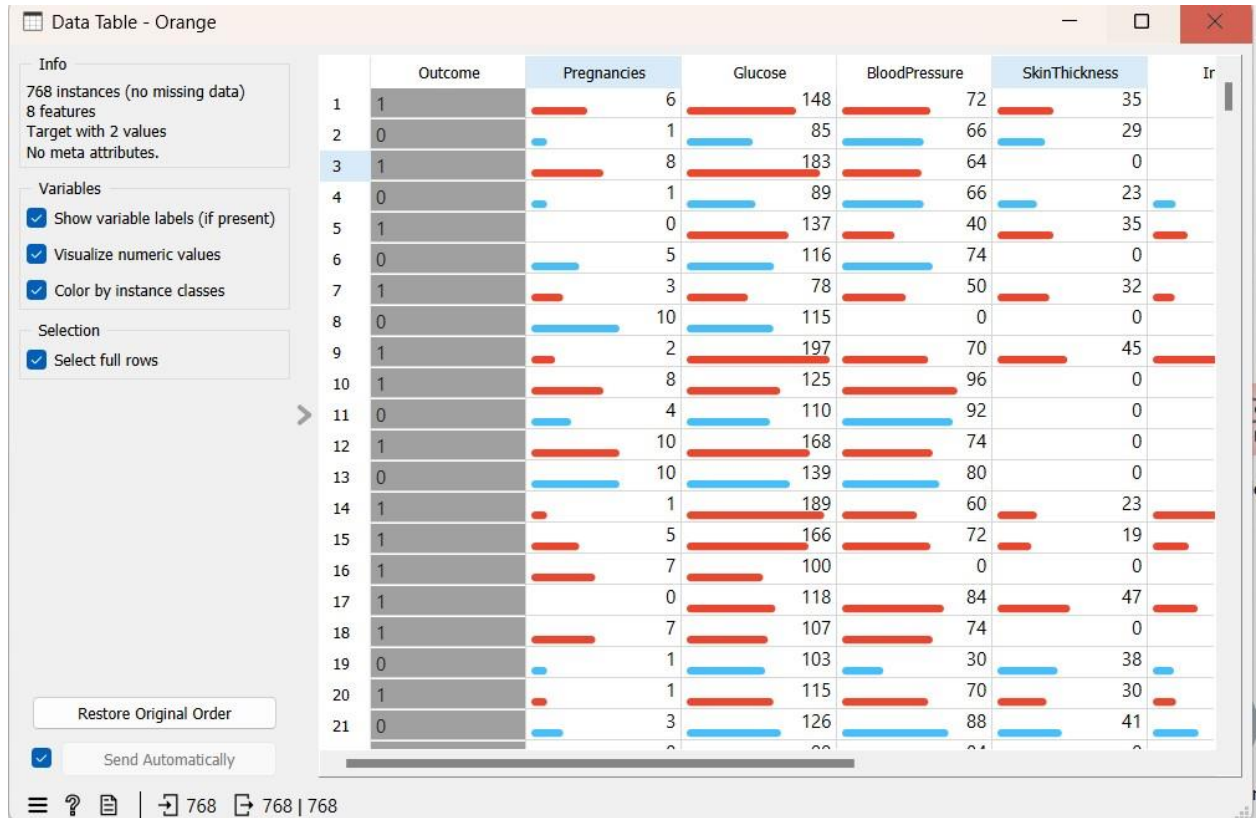 Data Table - Orange
Info
768 instances (no missing data)
8 features
Target with 2 values
No meta attributes.
Variables
Show variable labels (if present)
Visualize numeric values
Color by instance classes
Selection
Select full rows
Restore Original Order
Send Automatically
768 768 | 768
Outcome Pregnancies Glucose BloodPressure SkinThickness
1 1 6 148 72 35
2 0 1 85 66 29
3 1 8 183 64 0
4 0 1 89 66 23
5 1 0 137 40 35
6 0 5 116 74 0
7 1 3 78 50 32
8 0 10 115 0 0
9 1 2 197 70 45
10 1 8 125 96 0
11 0 4 110 92 0
12 1 10 168 74 0
13 0 10 139 80 0
14 1 1 189 60 23
15 1 5 166 72 19
16 1 7 100 0 0
17 1 0 118 84 47
18 1 7 107 74 0
19 0 1 103 30 38
20 1 1 115 70 30
21 0 3 126 88 41